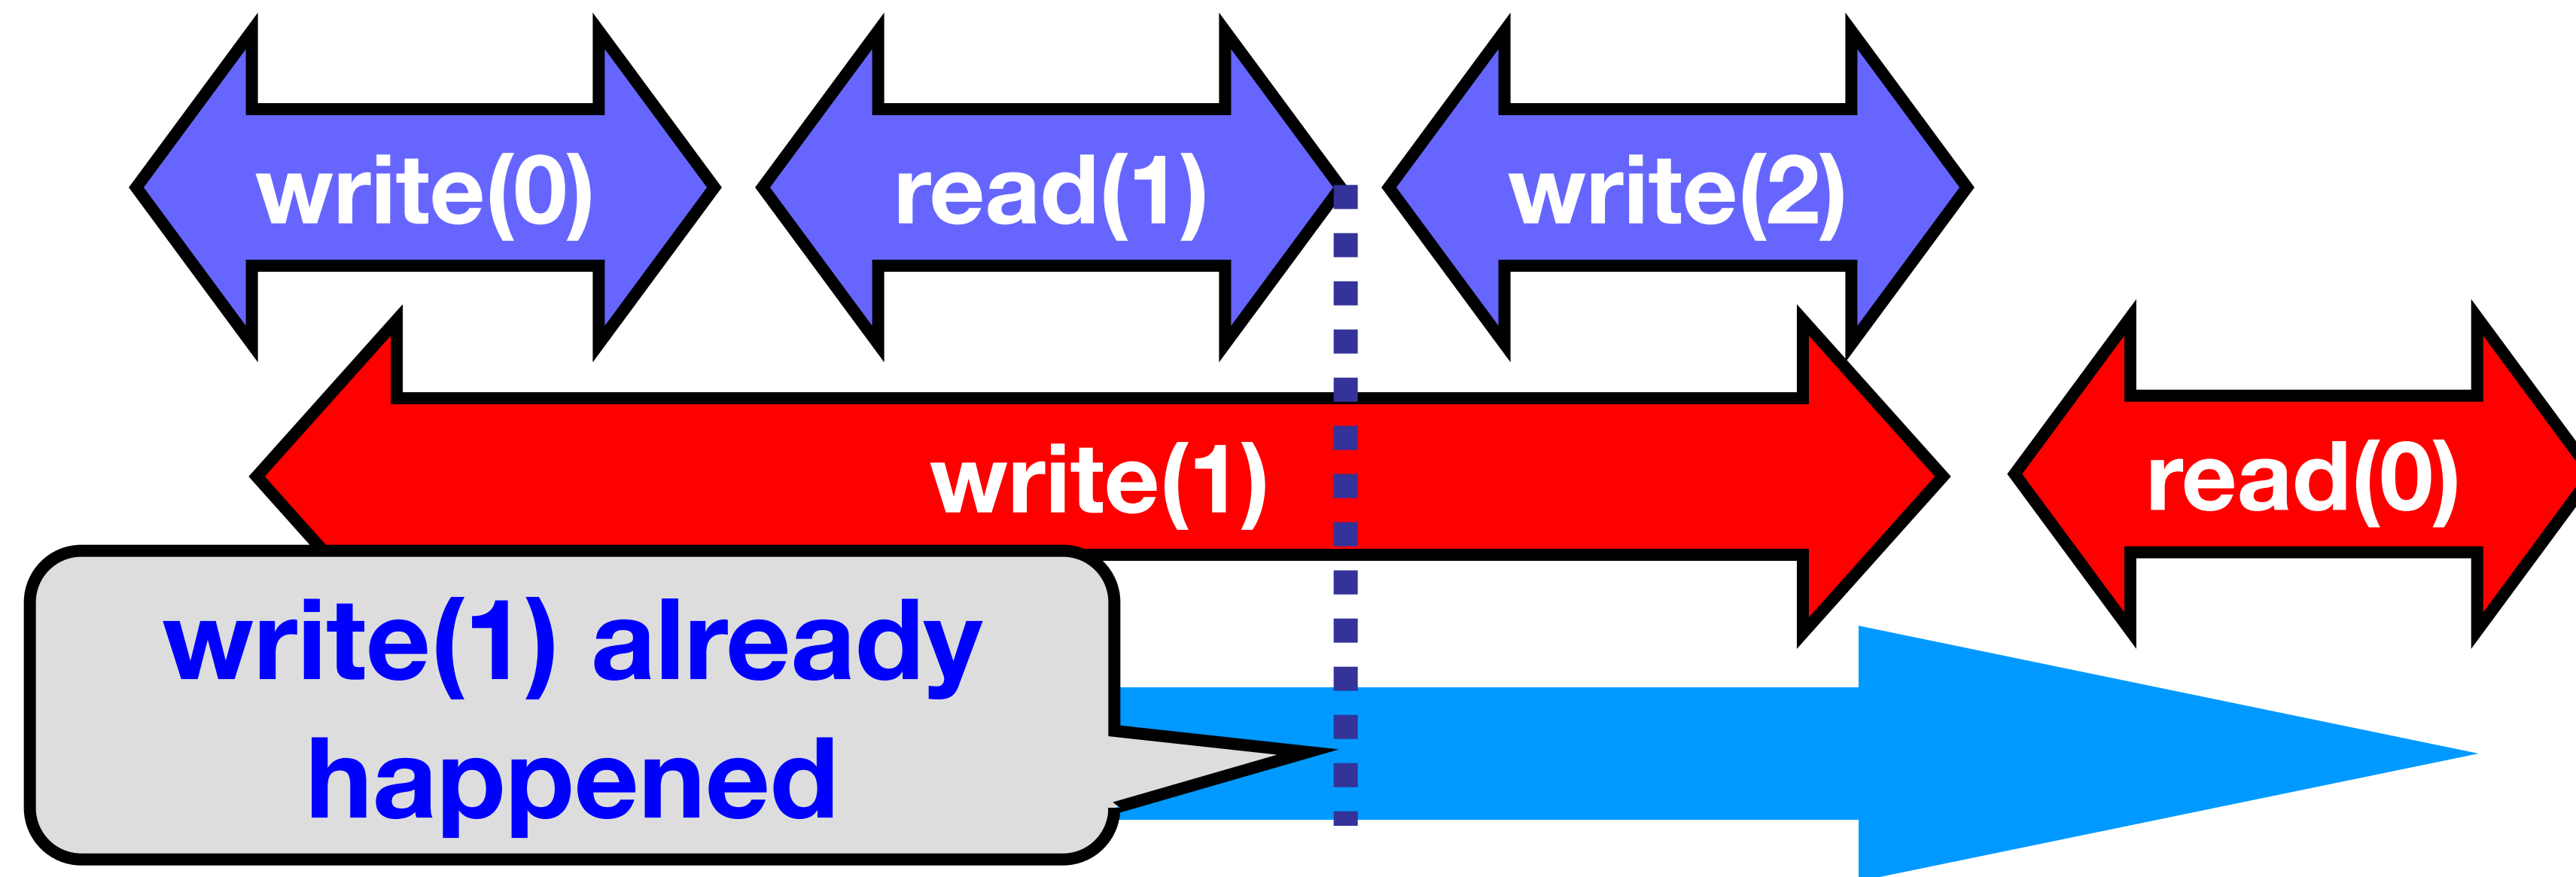 write(0) read(1) write(2)
write(1) read(0)
write(1) already
happened